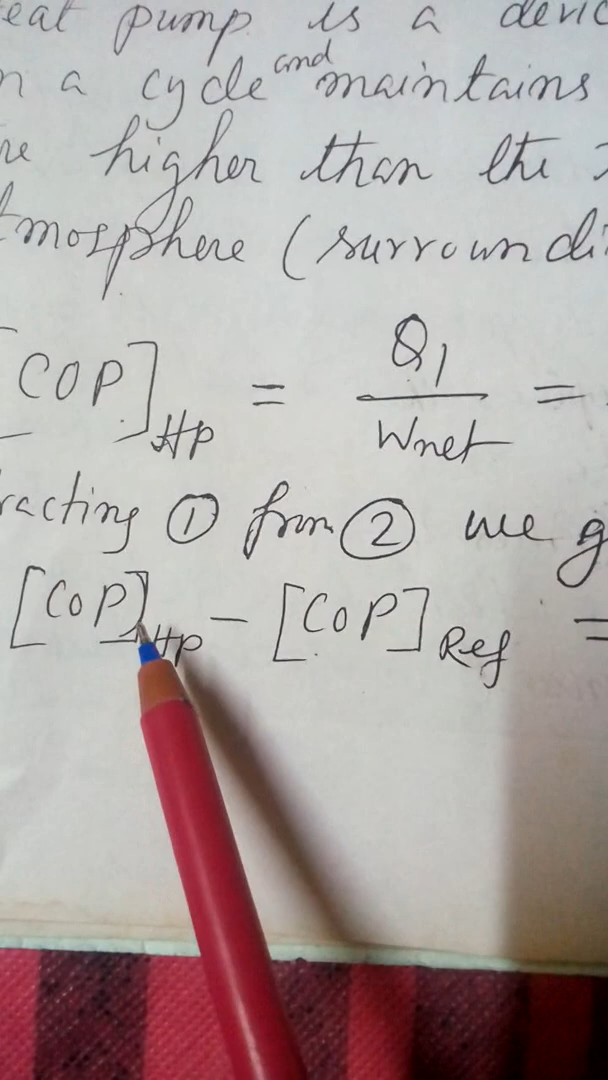 eat pump is a devic
n a cycle and maintains
re higher than the
tmosphere (surroundi
[COP]HP = Q1/Wnet =
racting ① from ② we g
[COP]HP - [COP]Ref =